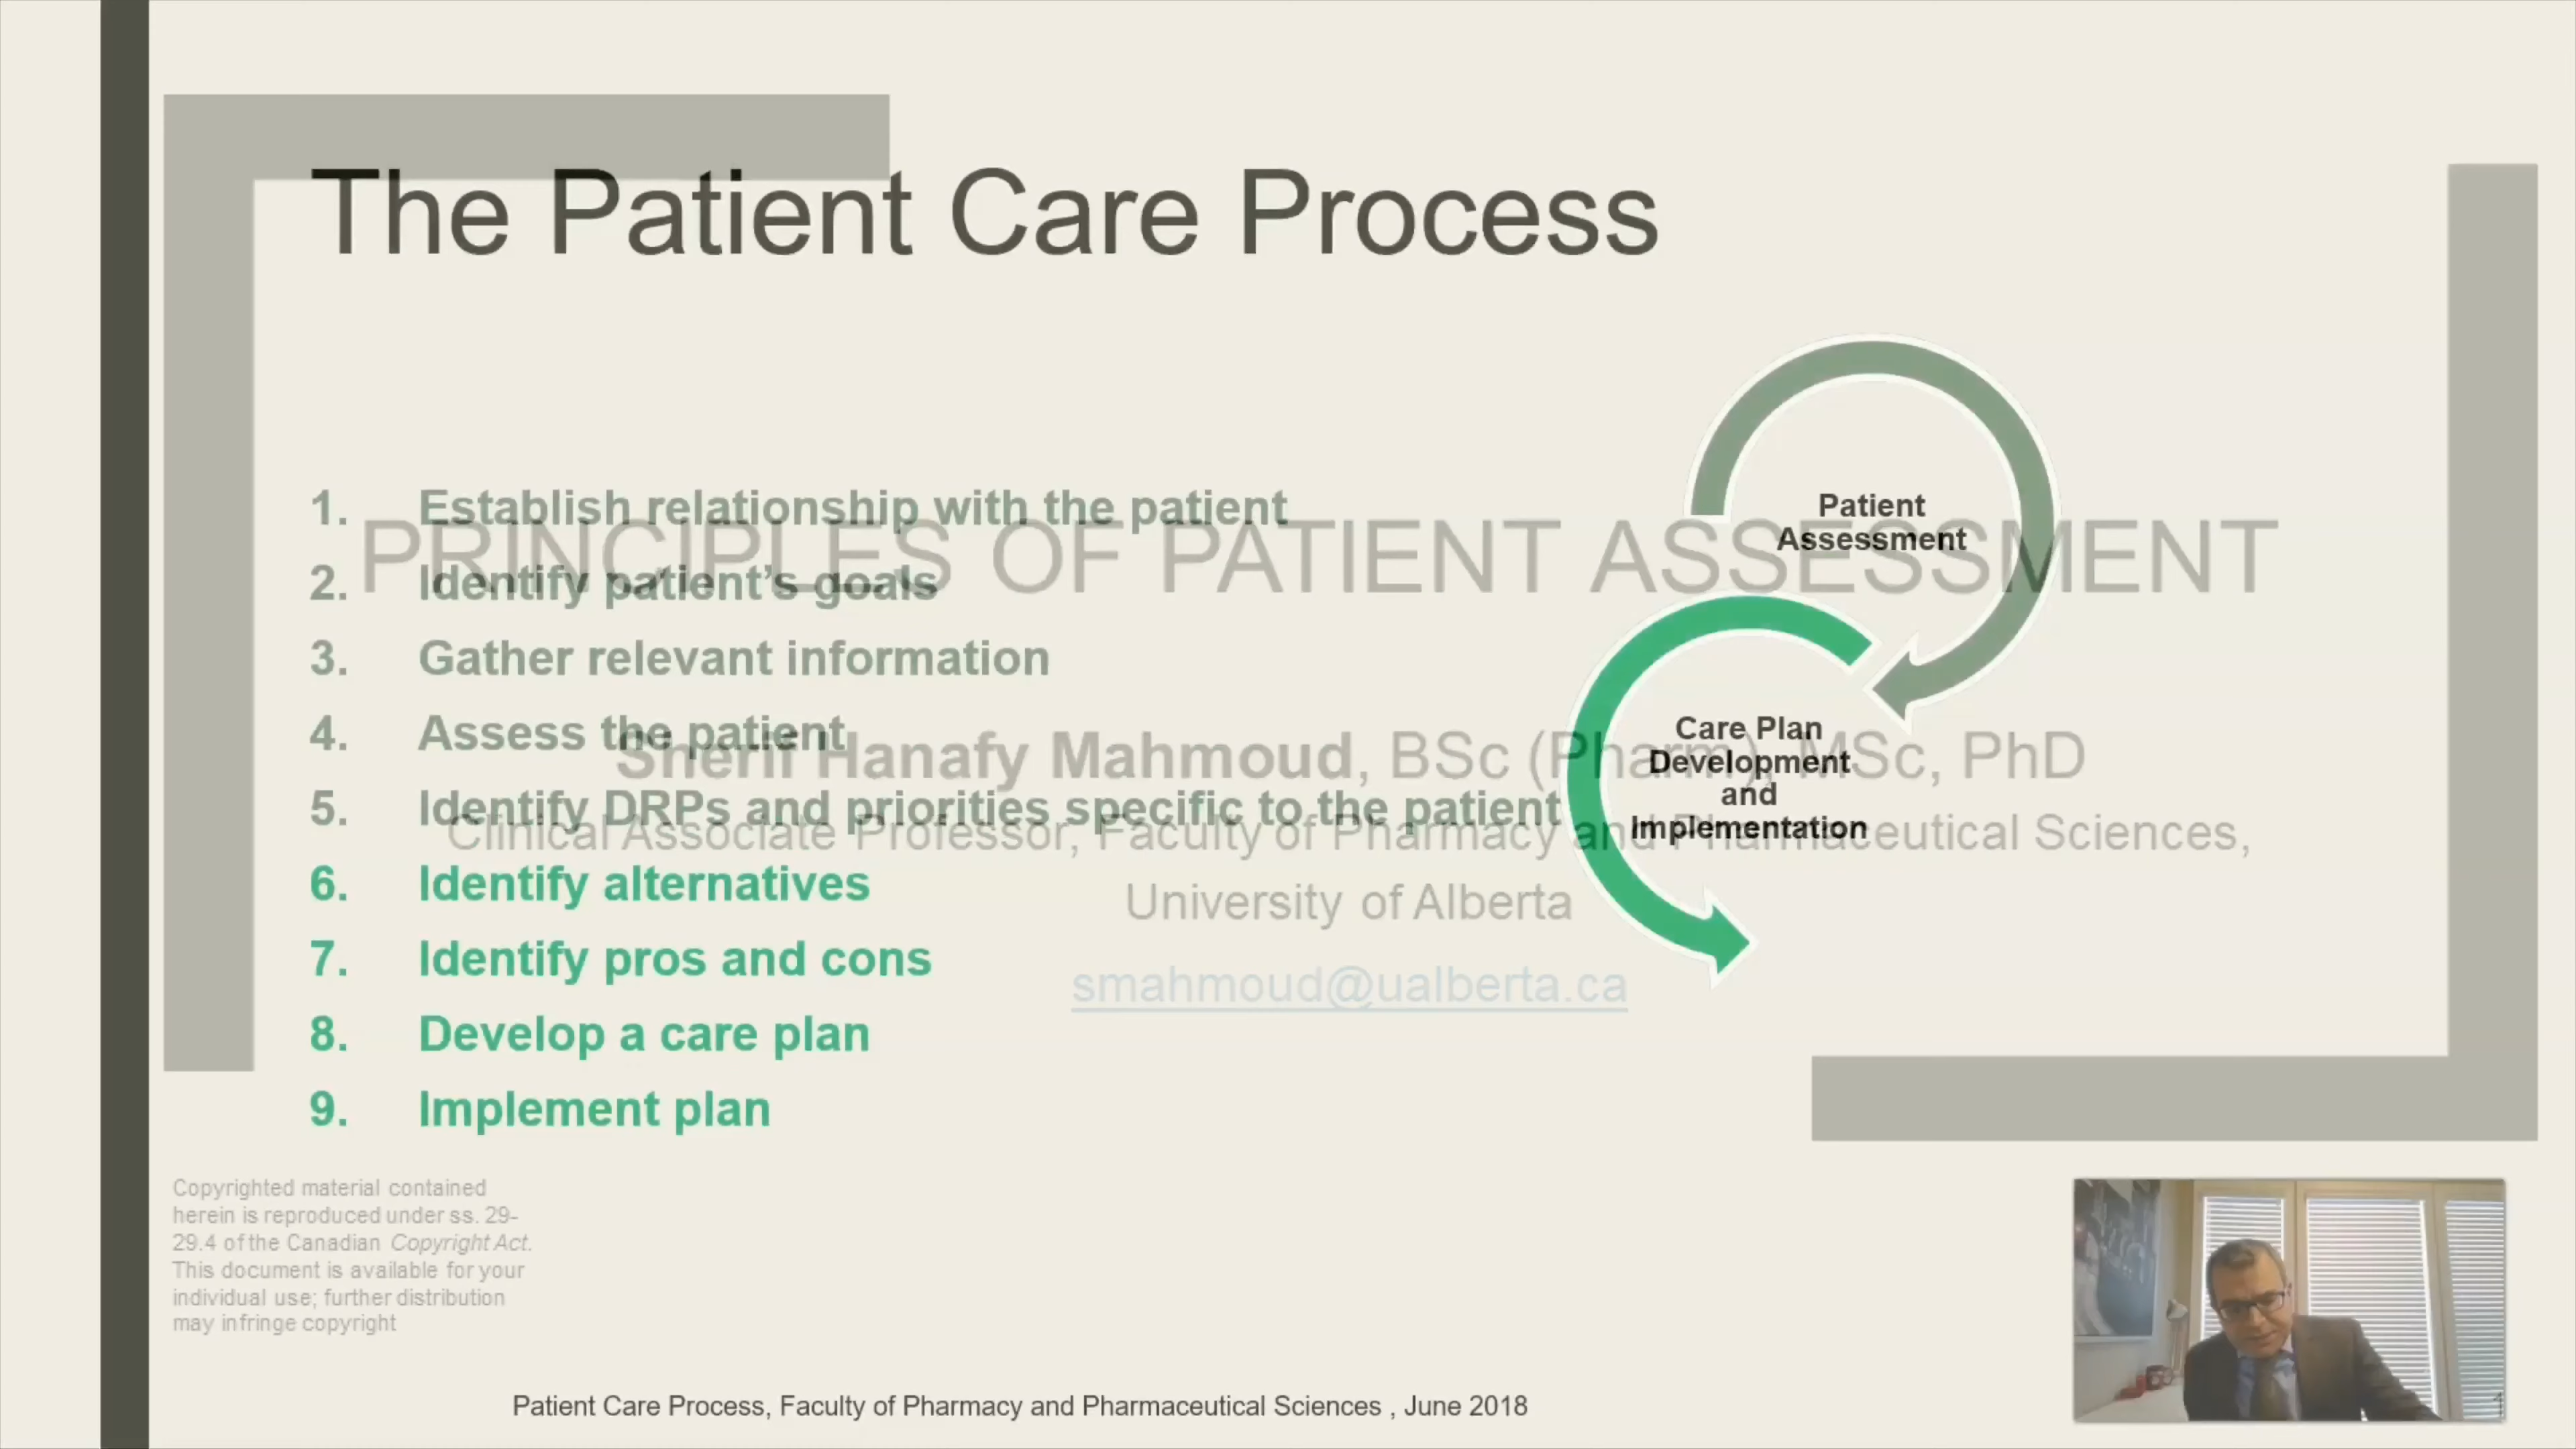 The Patient Care Process
1. Establish relationship with the patient
2. Identify patient's goals
3. Gather relevant information
4. Assess the patient
5. Identify DRPs and priorities specific to the patient
6. Identify alternatives
7. Identify pros and cons
8. Develop a care plan
9. Implement plan
Patient
Assessment
Care Plan
Development
and
Implementation
PRINCIPLES OF PATIENT ASSESSMENT
Sherif Hanafy Mahmoud, BSc (Pharm), MSc, PhD
Clinical Associate Professor, Faculty of Pharmacy and Pharmaceutical Sciences,
University of Alberta
smahmoud@ualberta.ca
Copyrighted material contained
herein is reproduced under ss. 29-
29.4 of the Canadian Copyright Act.
This document is available for your
individual use; further distribution
may infringe copyright
Patient Care Process, Faculty of Pharmacy and Pharmaceutical Sciences , June 2018
1